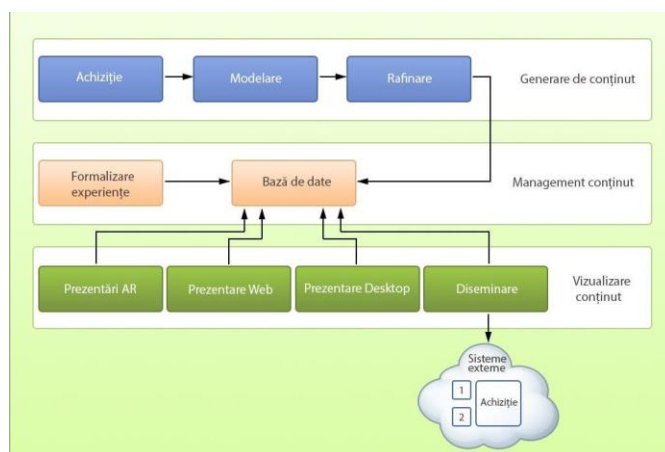 Achiziție
Modelare
Rafinare
Generare de conținut
Formalizare
experiențe
Bază de date
Management conținut
Prezentări AR
Prezentare Web
Prezentare Desktop
Diseminare
Vizualizare
conținut
Sisteme
externe
1
Achiziție
2